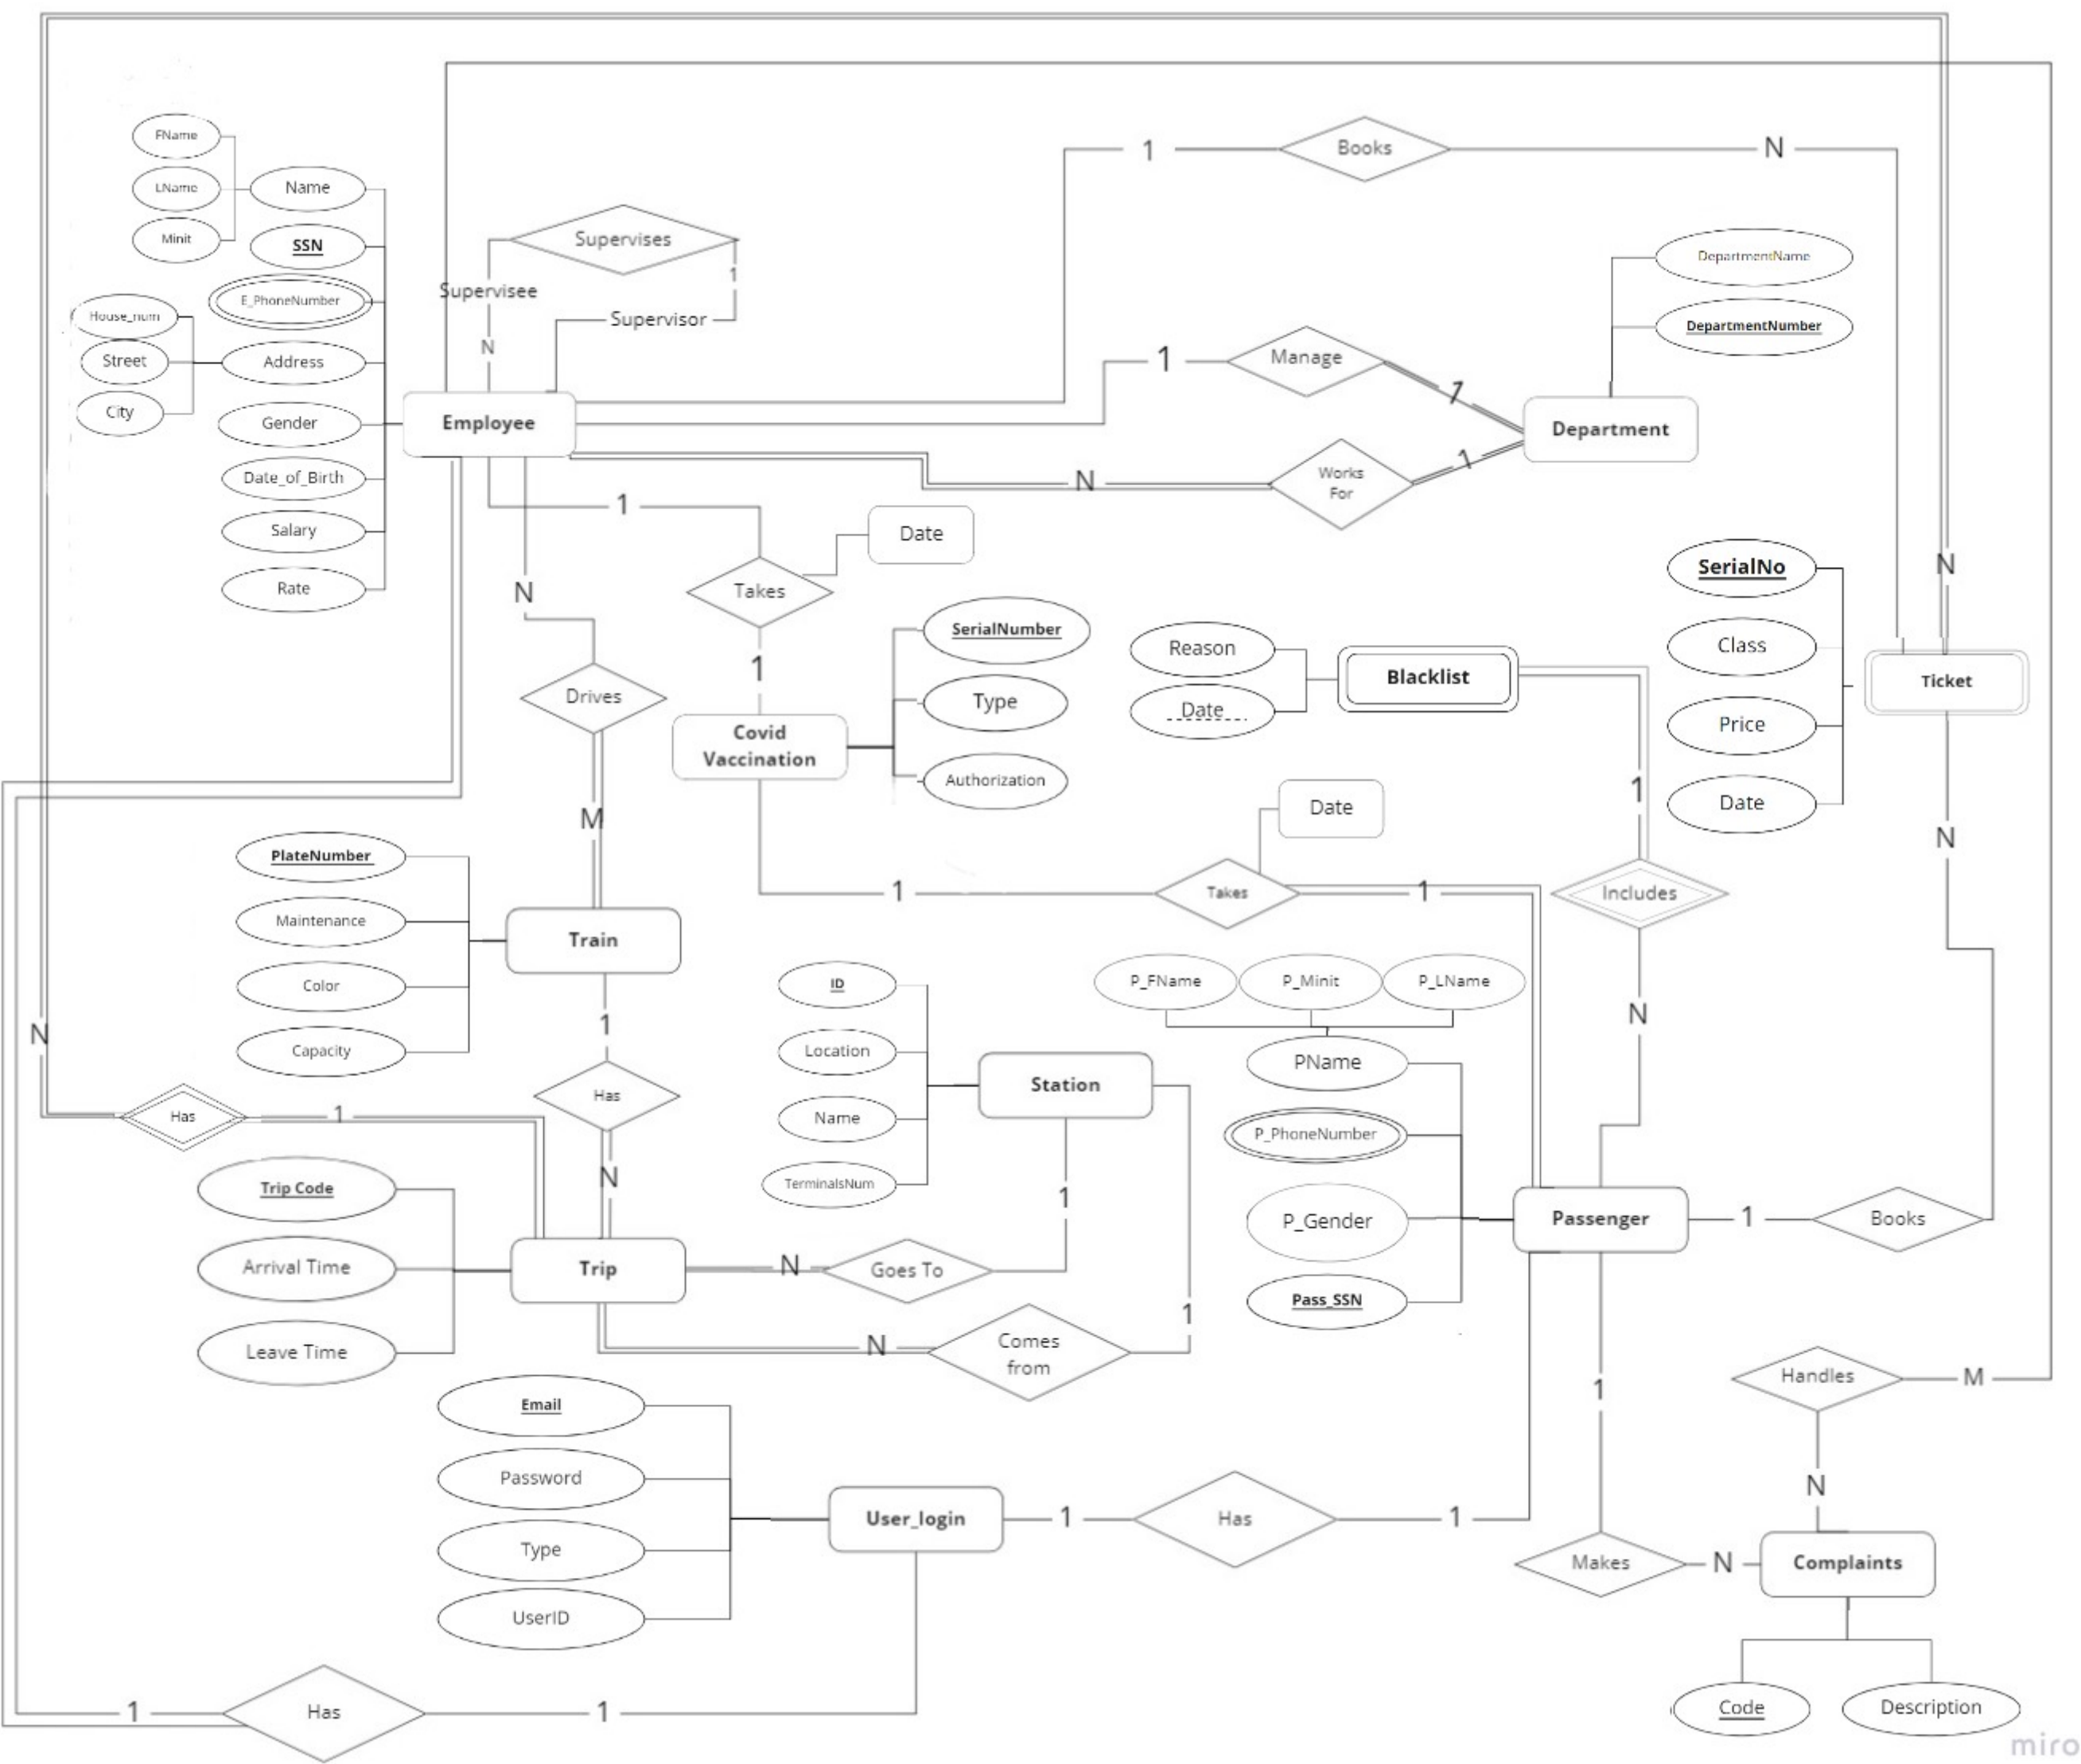 FName
LName
Minit
Name
SSN
E_PhoneNumber
House_num
Street
City
Address
Gender
Date_of_Birth
Salary
Rate
Employee
Supervises
Supervisee
N
1
Supervisor
1
Books
N
1
Manage
1
N
Works
For
1
Department
DepartmentName
DepartmentNumber
1
Takes
Date
1
N
Drives
M
Covid
Vaccination
SerialNumber
Type
Authorization
Reason
Date
Blacklist
1
Includes
N
SerialNo
Class
Price
Date
N
Ticket
N
1
Takes
Date
1
PlateNumber
Maintenance
Color
Capacity
Train
1
Has
N
N
Has
1
Trip Code
Arrival Time
Leave Time
Trip
ID
Location
Name
TerminalsNum
Station
1
1
N
Goes To
N
Comes
from
P_FName
P_Minit
P_LName
PName
P_PhoneNumber
P_Gender
Pass_SSN
Passenger
1
Books
1
Handles
M
N
Makes
N
Complaints
Code
Description
Email
Password
Type
UserID
User_login
1
Has
1
1
Has
1
miro